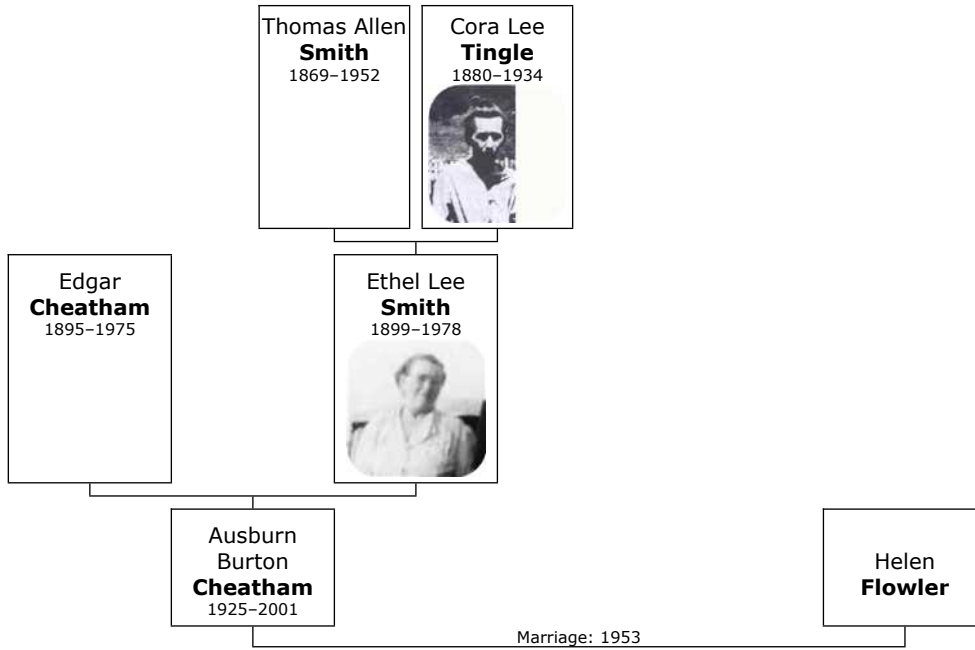 Thomas Allen
Smith
1869–1952
Cora Lee
Tingle
1880–1934
Edgar
Cheatham
1895–1975
Ethel Lee
Smith
1899–1978
Ausburn
Burton
Cheatham
1925–2001
Helen
Flowler
Marriage: 1953